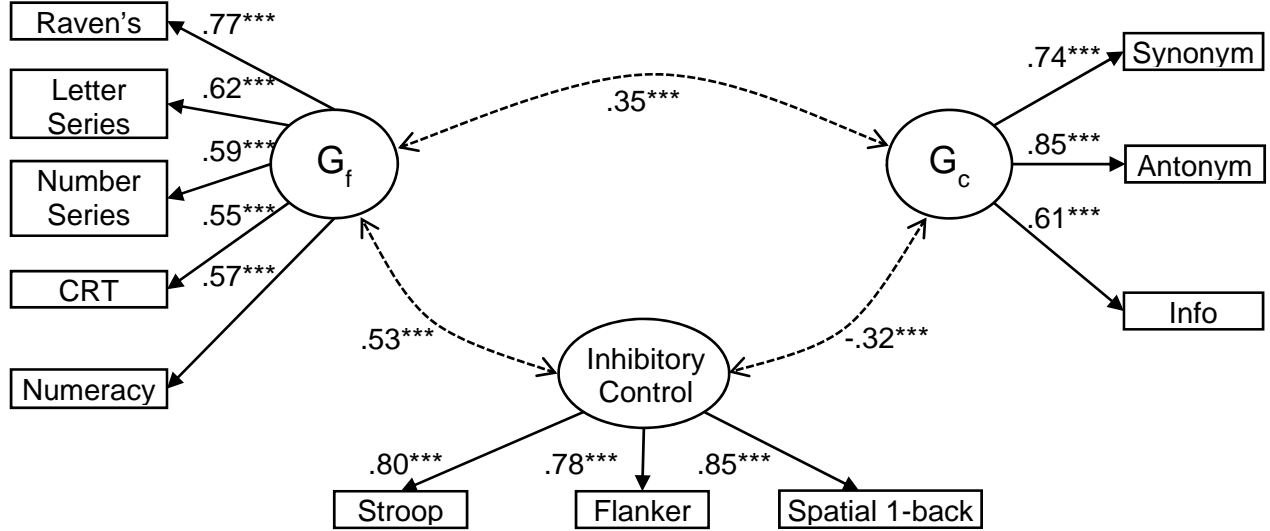 Raven's
.77***
Letter
Series
.62***
Number
Series
.59***
CRT
.55***
Numeracy
.57***
Gf
.35***
Gc
.74***
Synonym
.85***
Antonym
.61***
Info
.53***
-.32***
Inhibitory
Control
.80***
.78***
.85***
Stroop
Flanker
Spatial 1-back